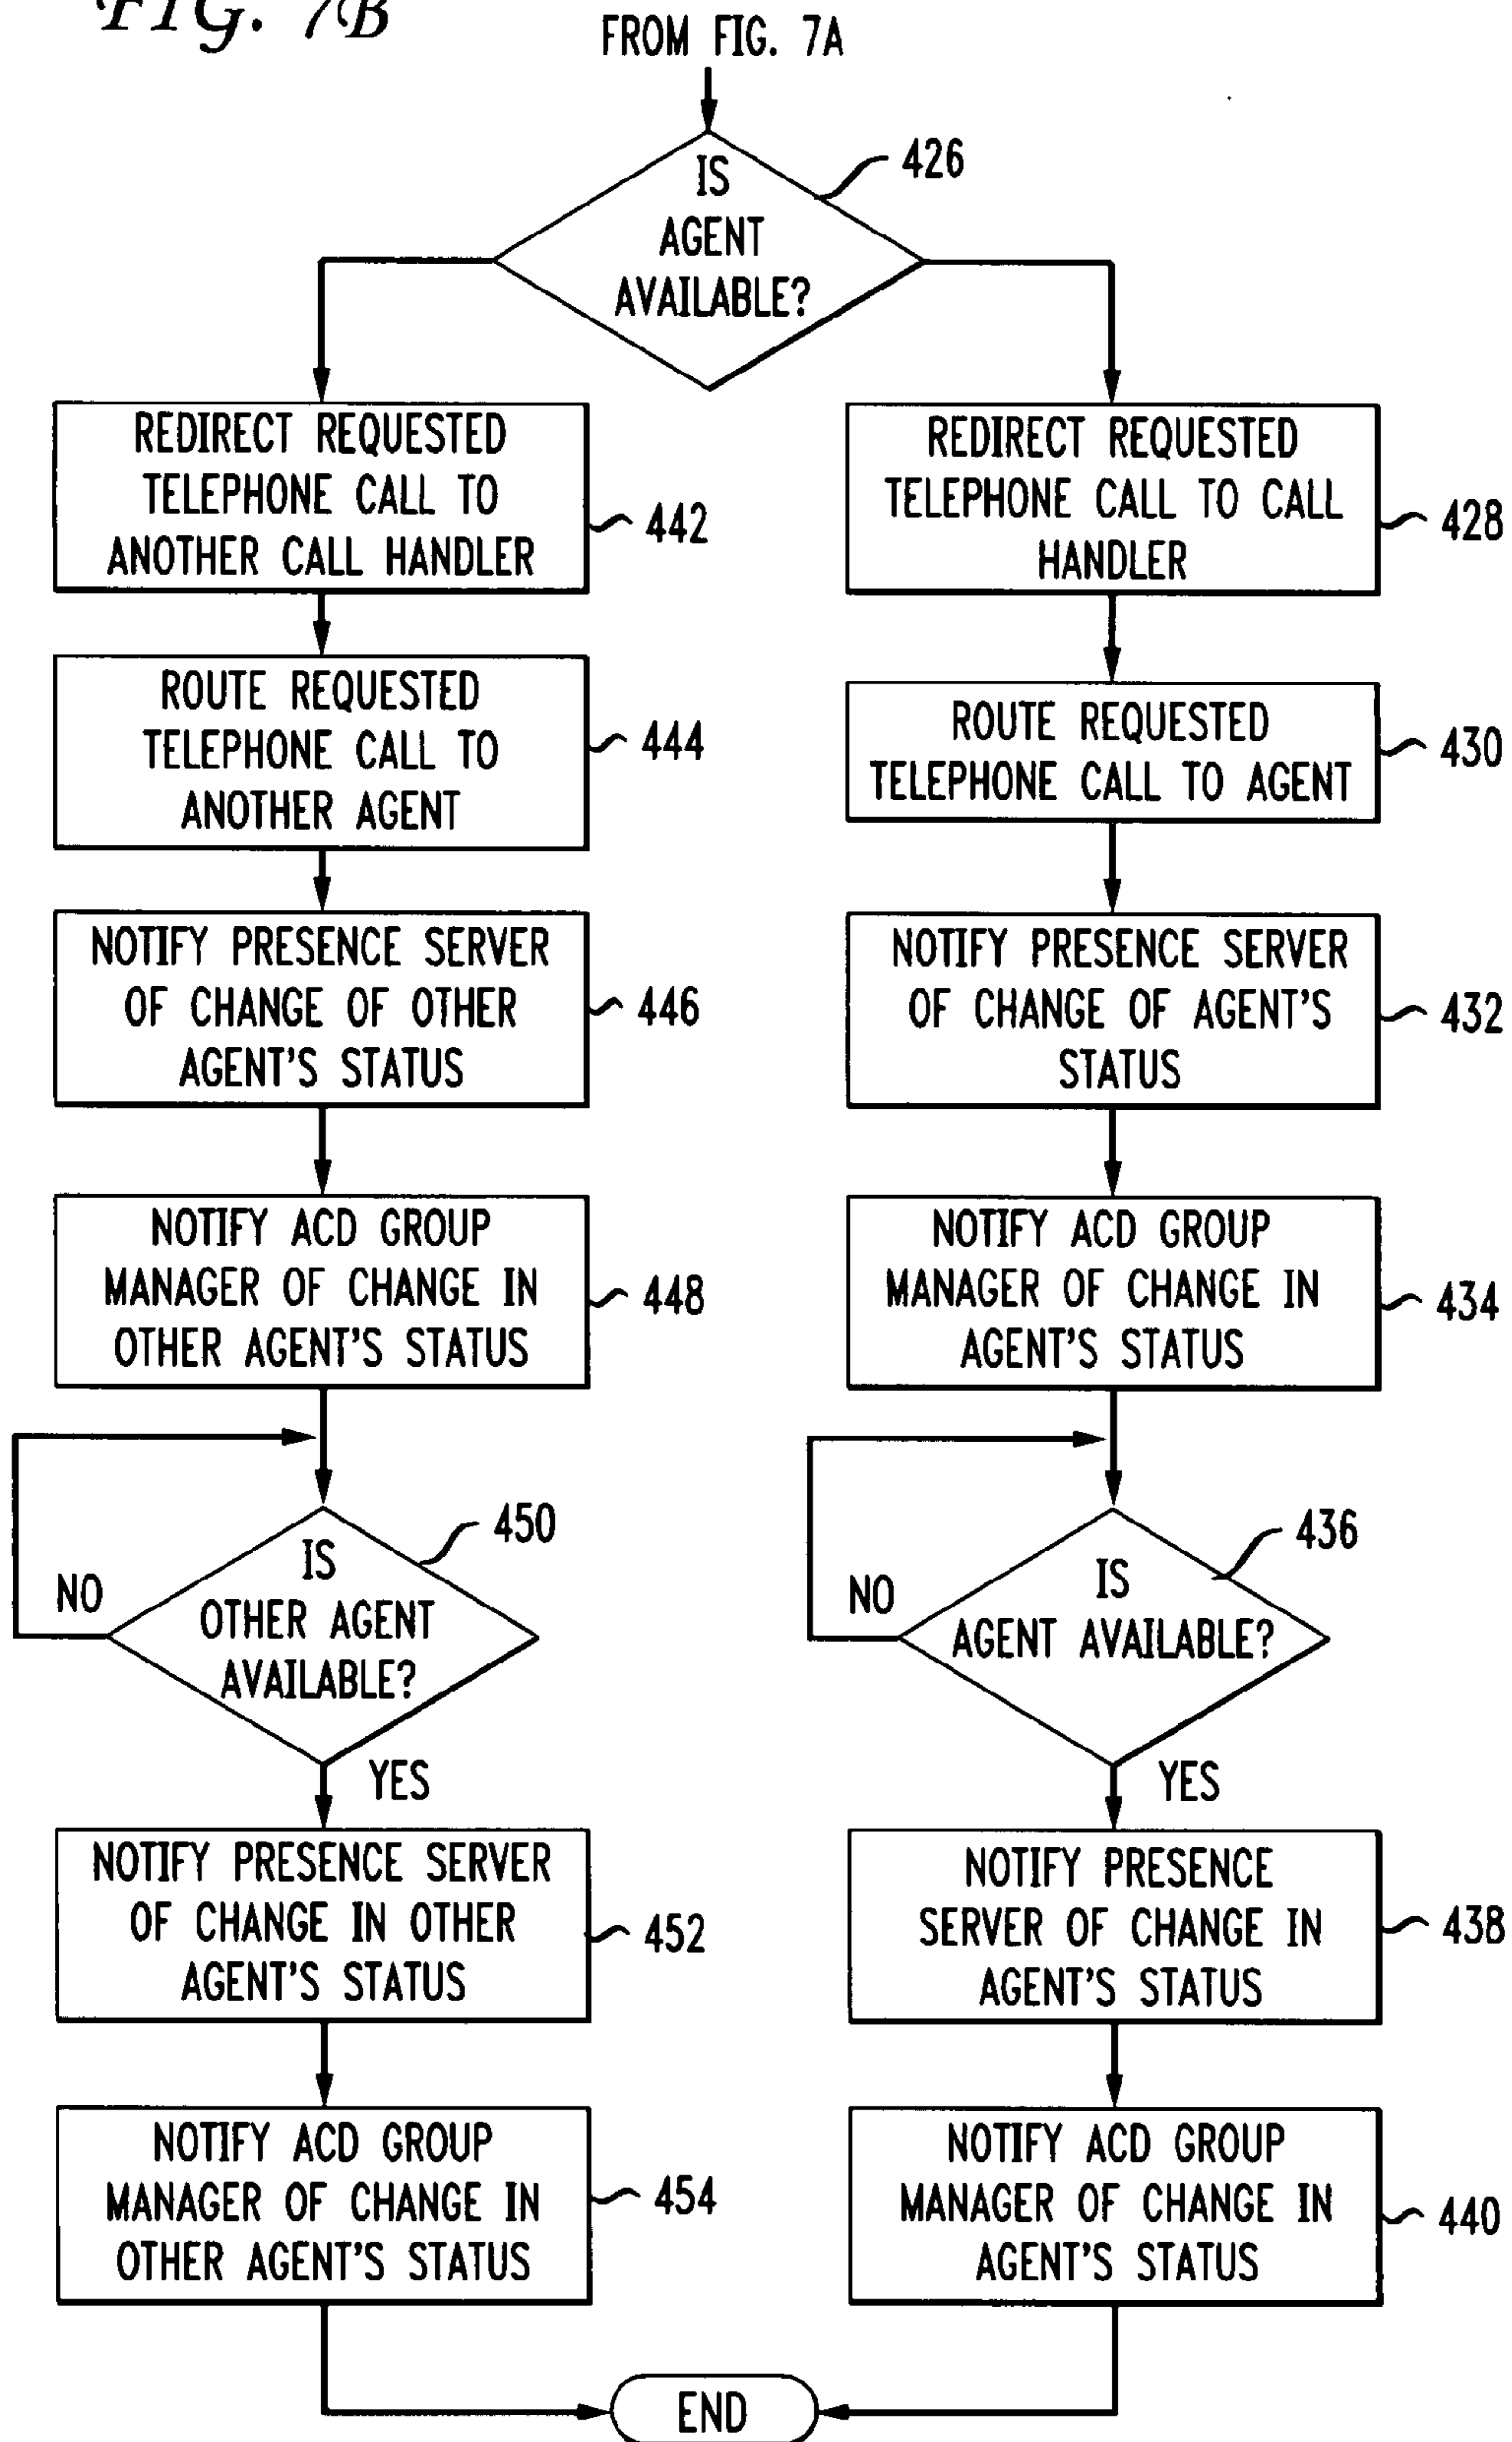 FIG. 7B
FROM FIG. 7A
IS
AGENT
AVAILABLE?
426
REDIRECT REQUESTED
TELEPHONE CALL TO
ANOTHER CALL HANDLER
442
ROUTE REQUESTED
TELEPHONE CALL TO
ANOTHER AGENT
444
NOTIFY PRESENCE SERVER
OF CHANGE OF OTHER
AGENT'S STATUS
446
NOTIFY ACD GROUP
MANAGER OF CHANGE IN
OTHER AGENT'S STATUS
448
IS
OTHER AGENT
AVAILABLE?
450
NO
YES
NOTIFY PRESENCE SERVER
OF CHANGE IN OTHER
AGENT'S STATUS
452
NOTIFY ACD GROUP
MANAGER OF CHANGE IN
OTHER AGENT'S STATUS
454
REDIRECT REQUESTED
TELEPHONE CALL TO CALL
HANDLER
428
ROUTE REQUESTED
TELEPHONE CALL TO AGENT
430
NOTIFY PRESENCE SERVER
OF CHANGE OF AGENT'S
STATUS
432
NOTIFY ACD GROUP
MANAGER OF CHANGE IN
AGENT'S STATUS
434
IS
AGENT AVAILABLE?
436
NO
YES
NOTIFY PRESENCE
SERVER OF CHANGE IN
AGENT'S STATUS
438
NOTIFY ACD GROUP
MANAGER OF CHANGE IN
AGENT'S STATUS
440
END